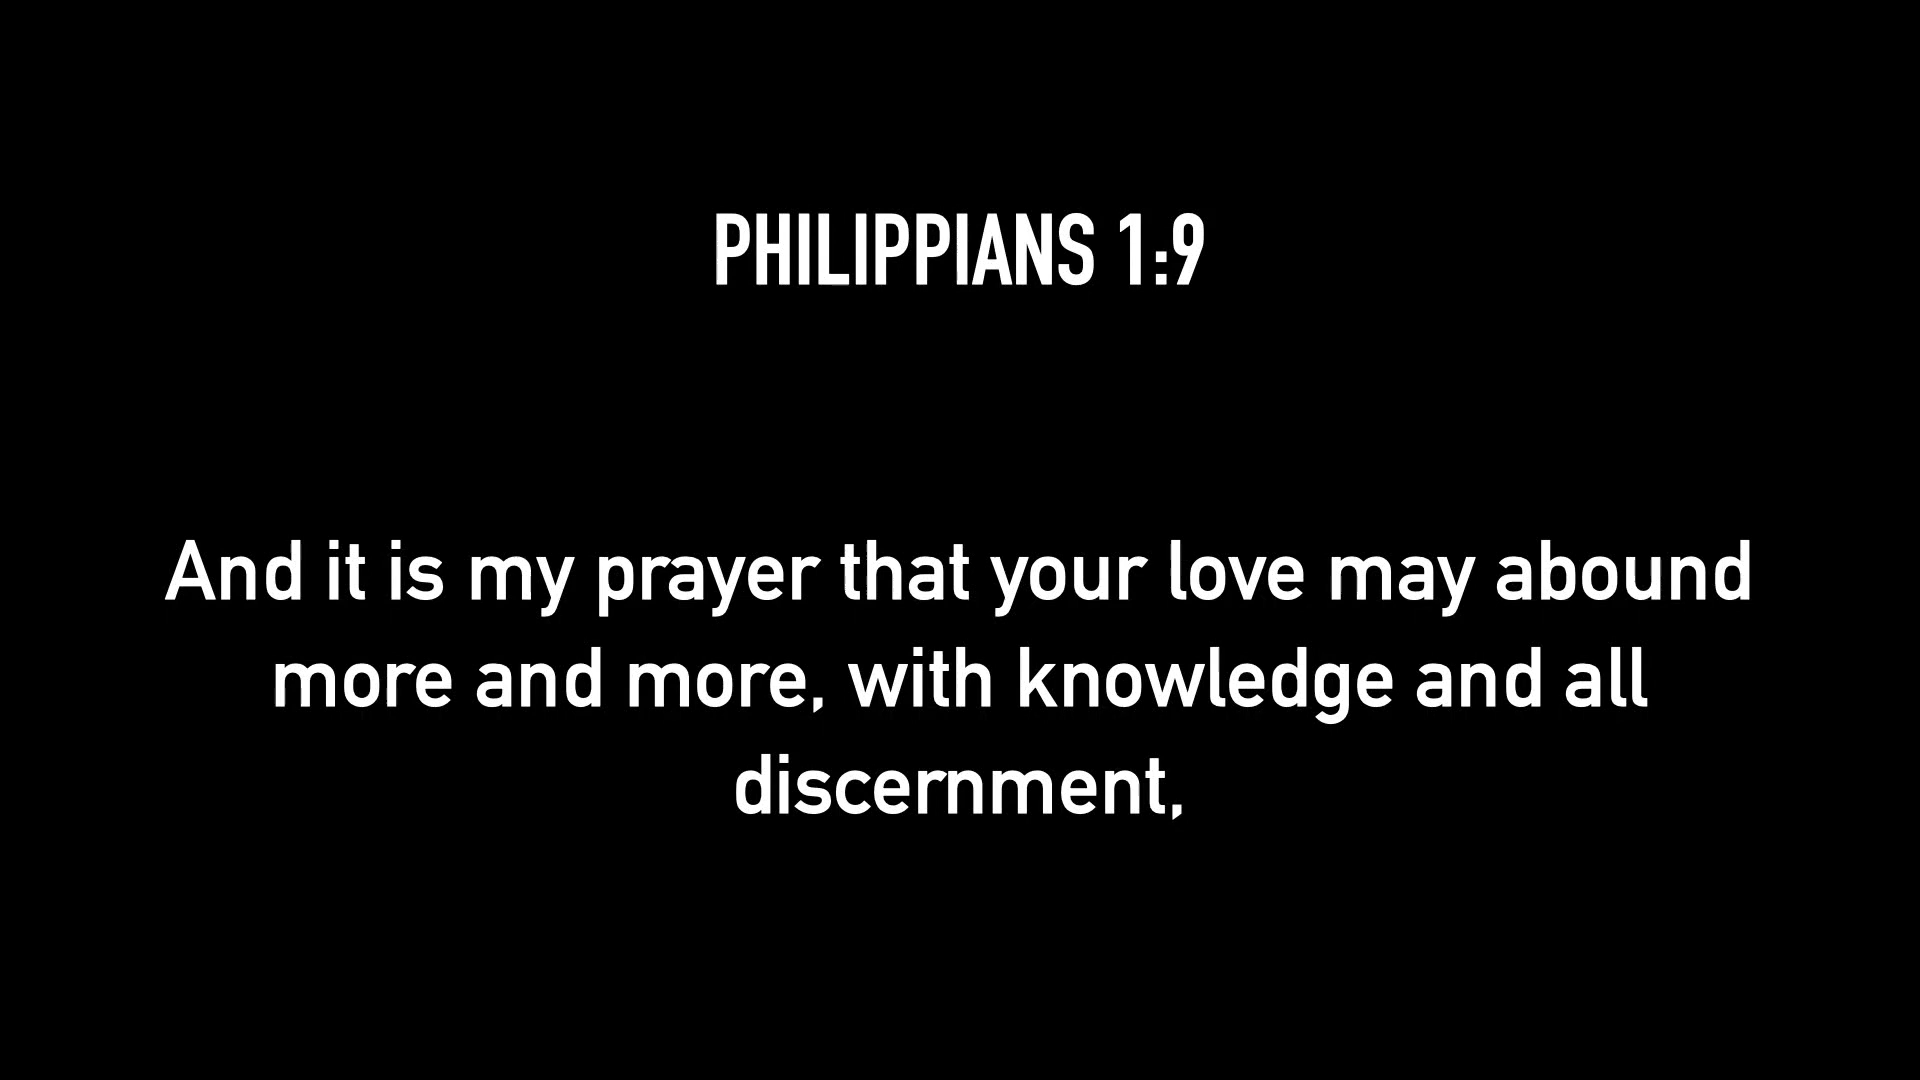 PHILIPPIANS 1:9
And it is my prayer that your love may abound
more and more, with knowledge and all
discernment,